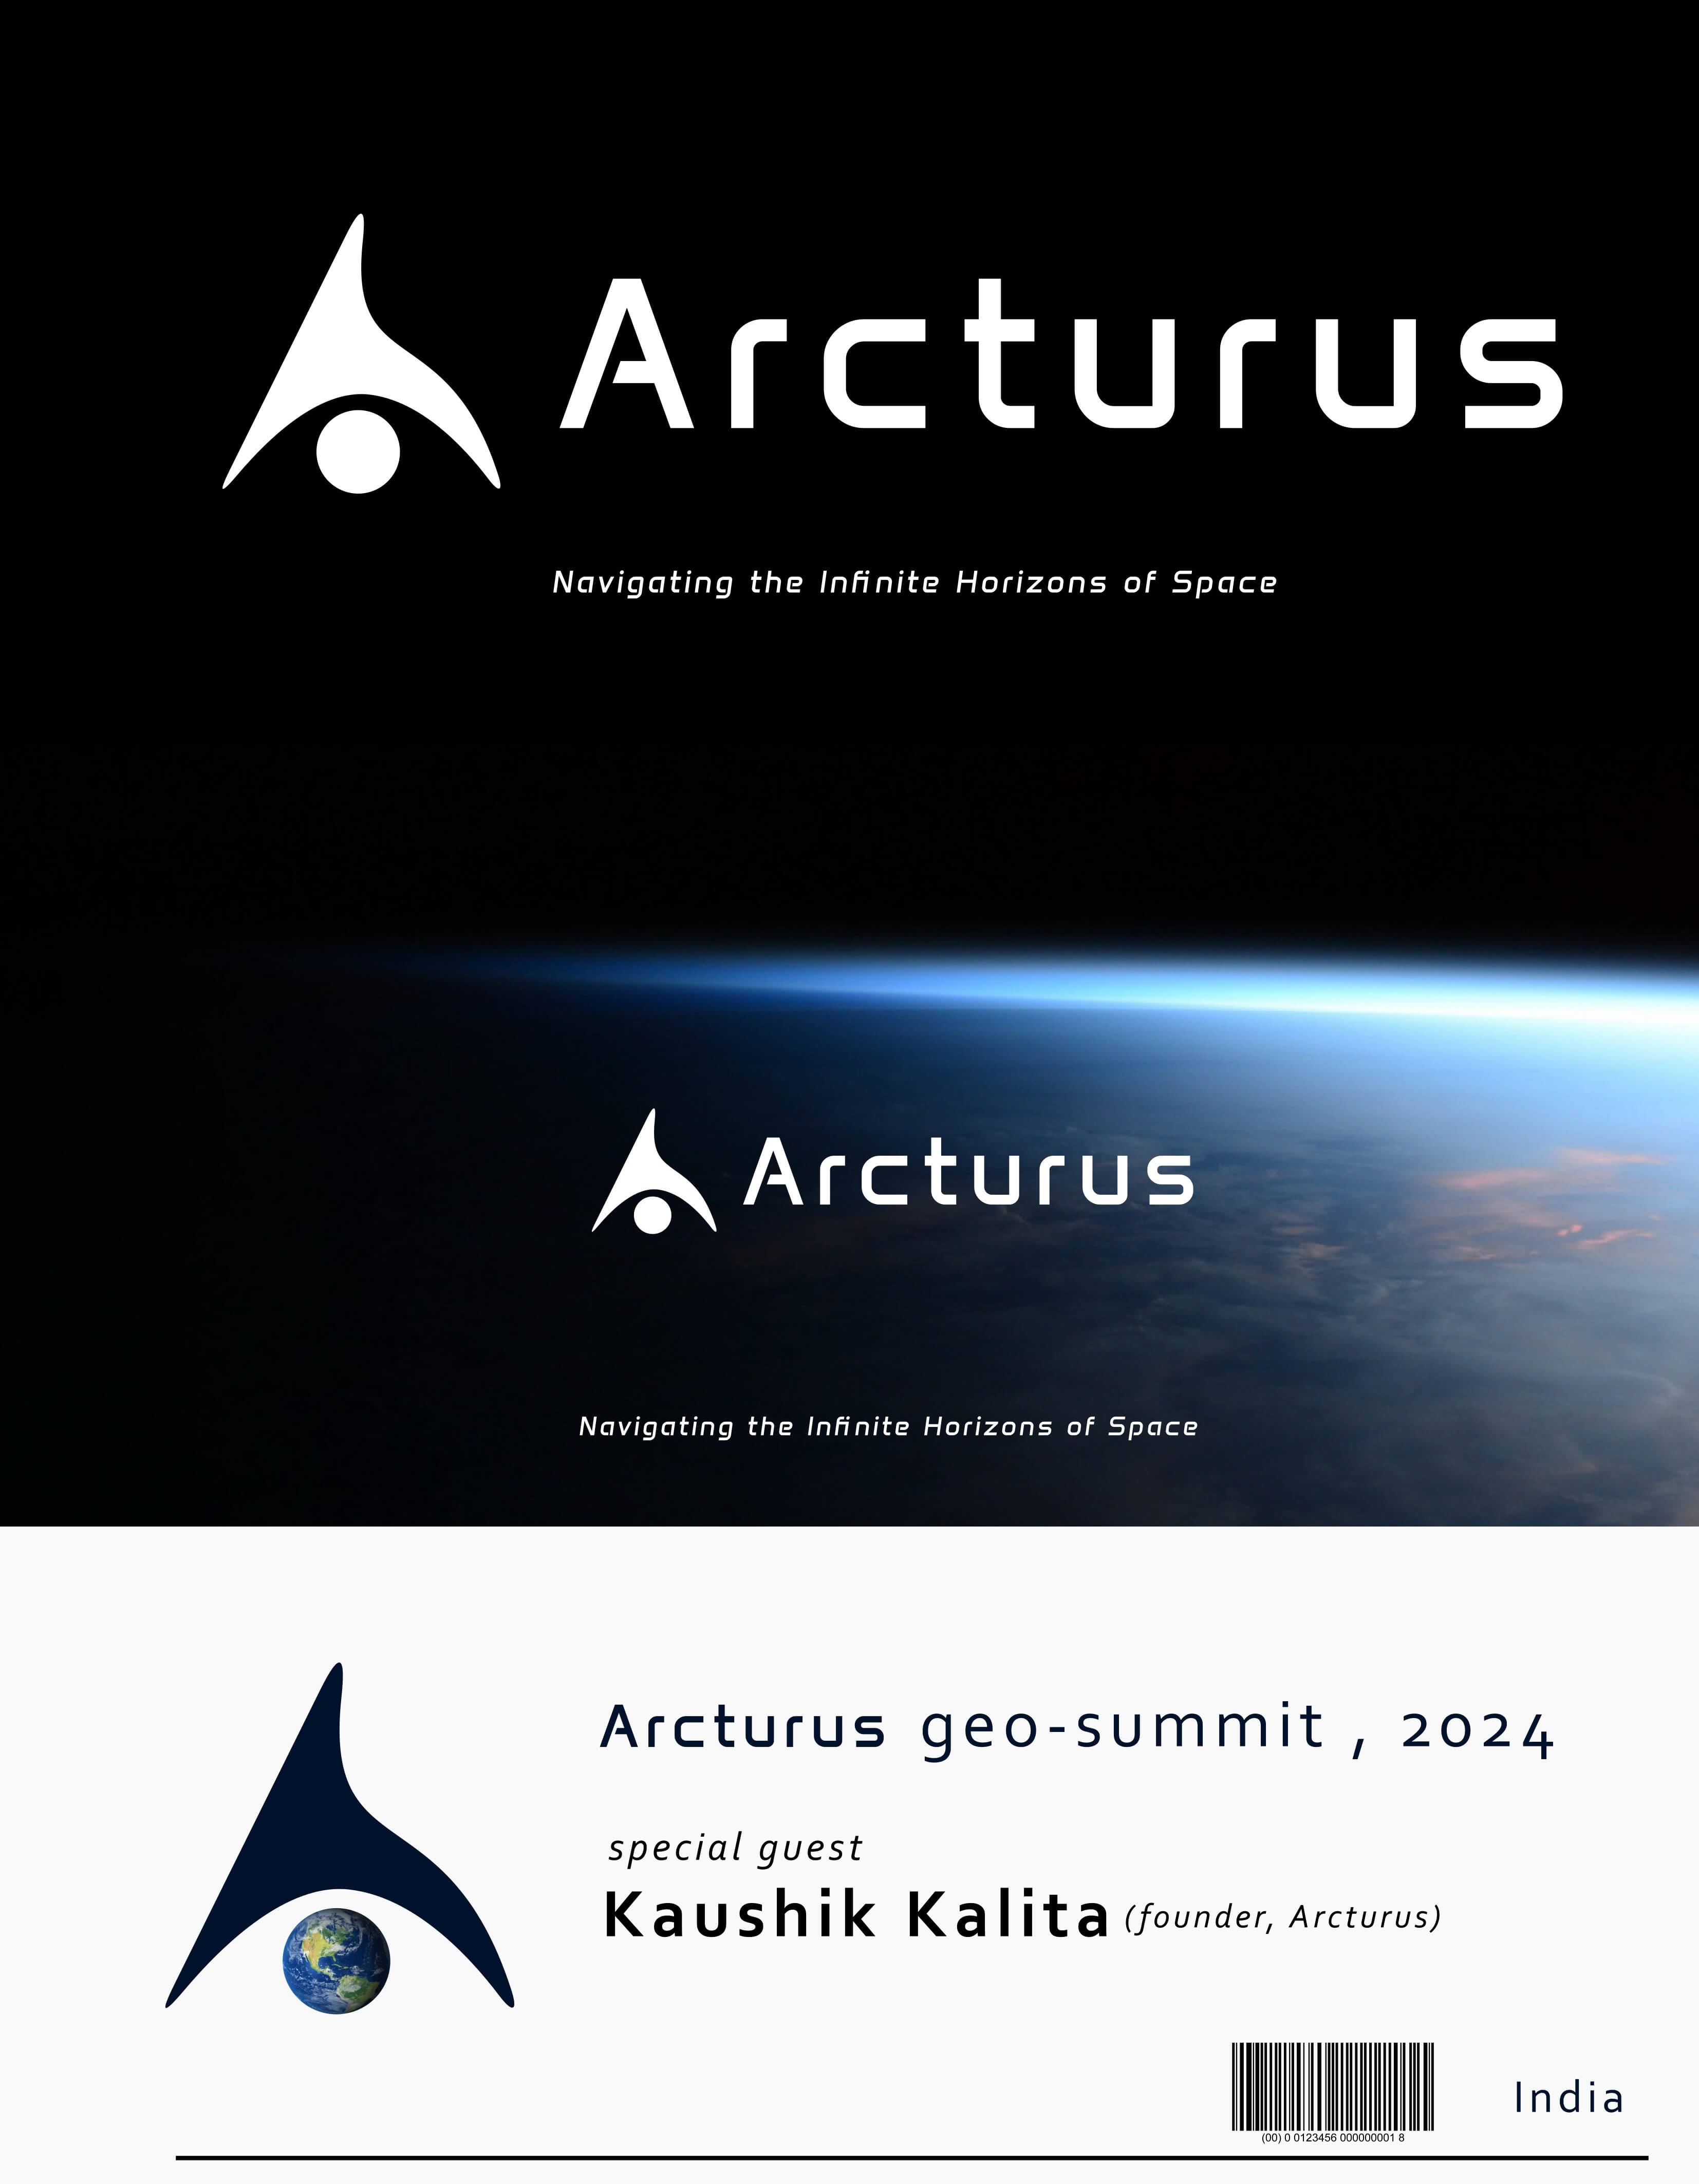 Arcturus
Navigating the Infinite Horizons of Space
Arcturus
Navigating the Infinite Horizons of Space
Arcturus geo-summit , 2024
special guest
Kaushik Kalita (founder, Arcturus)
(00) 0 0123456 000000001 8
India